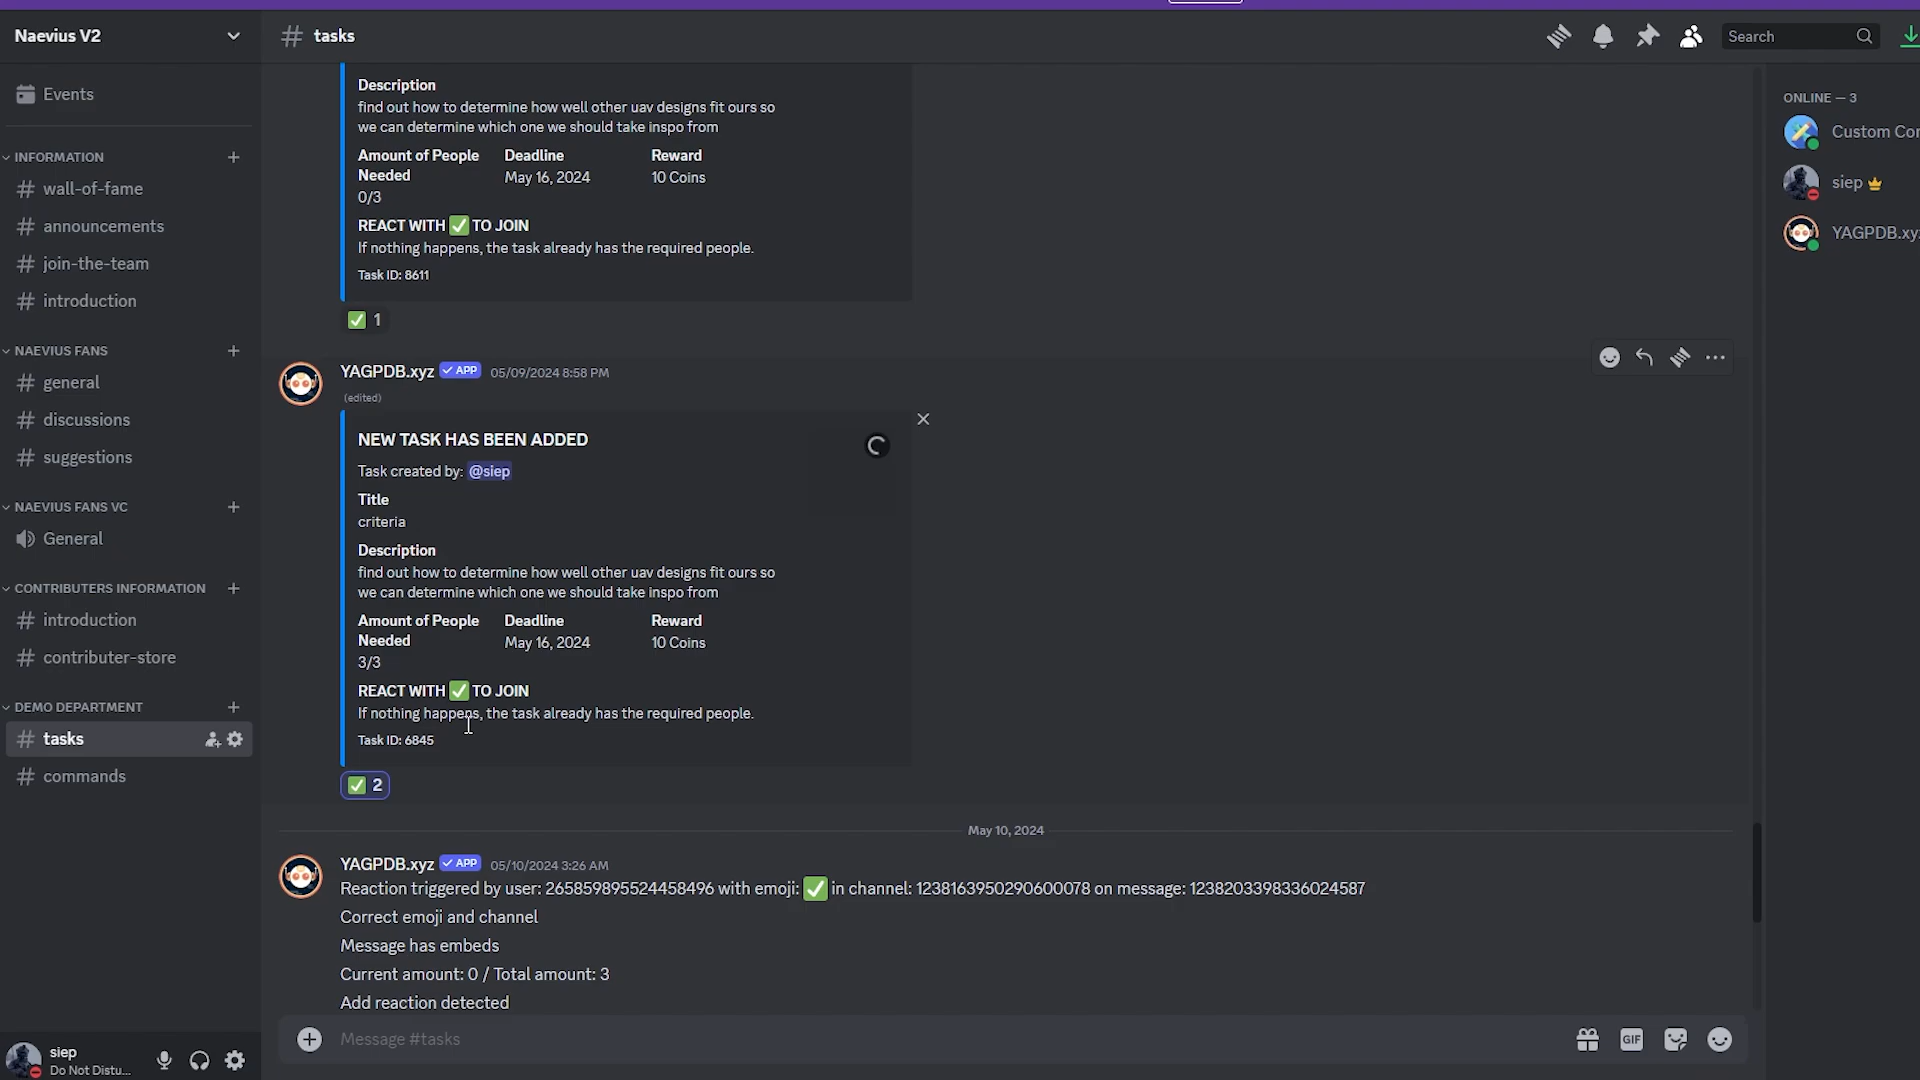 Naevius V2
Events
INFORMATION
wall-of-fame
announcements
join-the-team
introduction
NAEVIUS FANS
general
discussions
suggestions
NAEVIUS FANS VC
General
CONTRIBUTERS INFORMATION
introduction
contributer-store
DEMO DEPARTMENT
tasks
commands
siep
Do Not Distu...
tasks
Search
Description
find out how to determine how well other uav designs fit ours so
we can determine which one we should take inspo from
Amount of People Needed Deadline Reward
0/3 May 16, 2024 10 Coins
REACT WITH ✅ TO JOIN
If nothing happens, the task already has the required people.
Task ID: 8611
✅ 1
YAGPDB.xyz ✓ APP 05/09/2024 8:58 PM
(edited)
NEW TASK HAS BEEN ADDED
Task created by: @siep
Title
criteria
Description
find out how to determine how well other uav designs fit ours so
we can determine which one we should take inspo from
Amount of People Needed Deadline Reward
3/3 May 16, 2024 10 Coins
REACT WITH ✅ TO JOIN
If nothing happens, the task already has the required people.
Task ID: 6845
✅ 2
May 10, 2024
YAGPDB.xyz ✓ APP 05/10/2024 3:26 AM
Reaction triggered by user: 265859895524458496 with emoji: ✅ in channel: 1238163950290600078 on message: 1238203398336024587
Correct emoji and channel
Message has embeds
Current amount: 0 / Total amount: 3
Add reaction detected
Message #tasks
GIF
ONLINE — 3
Custom Cor
siep
YAGPDB.xy